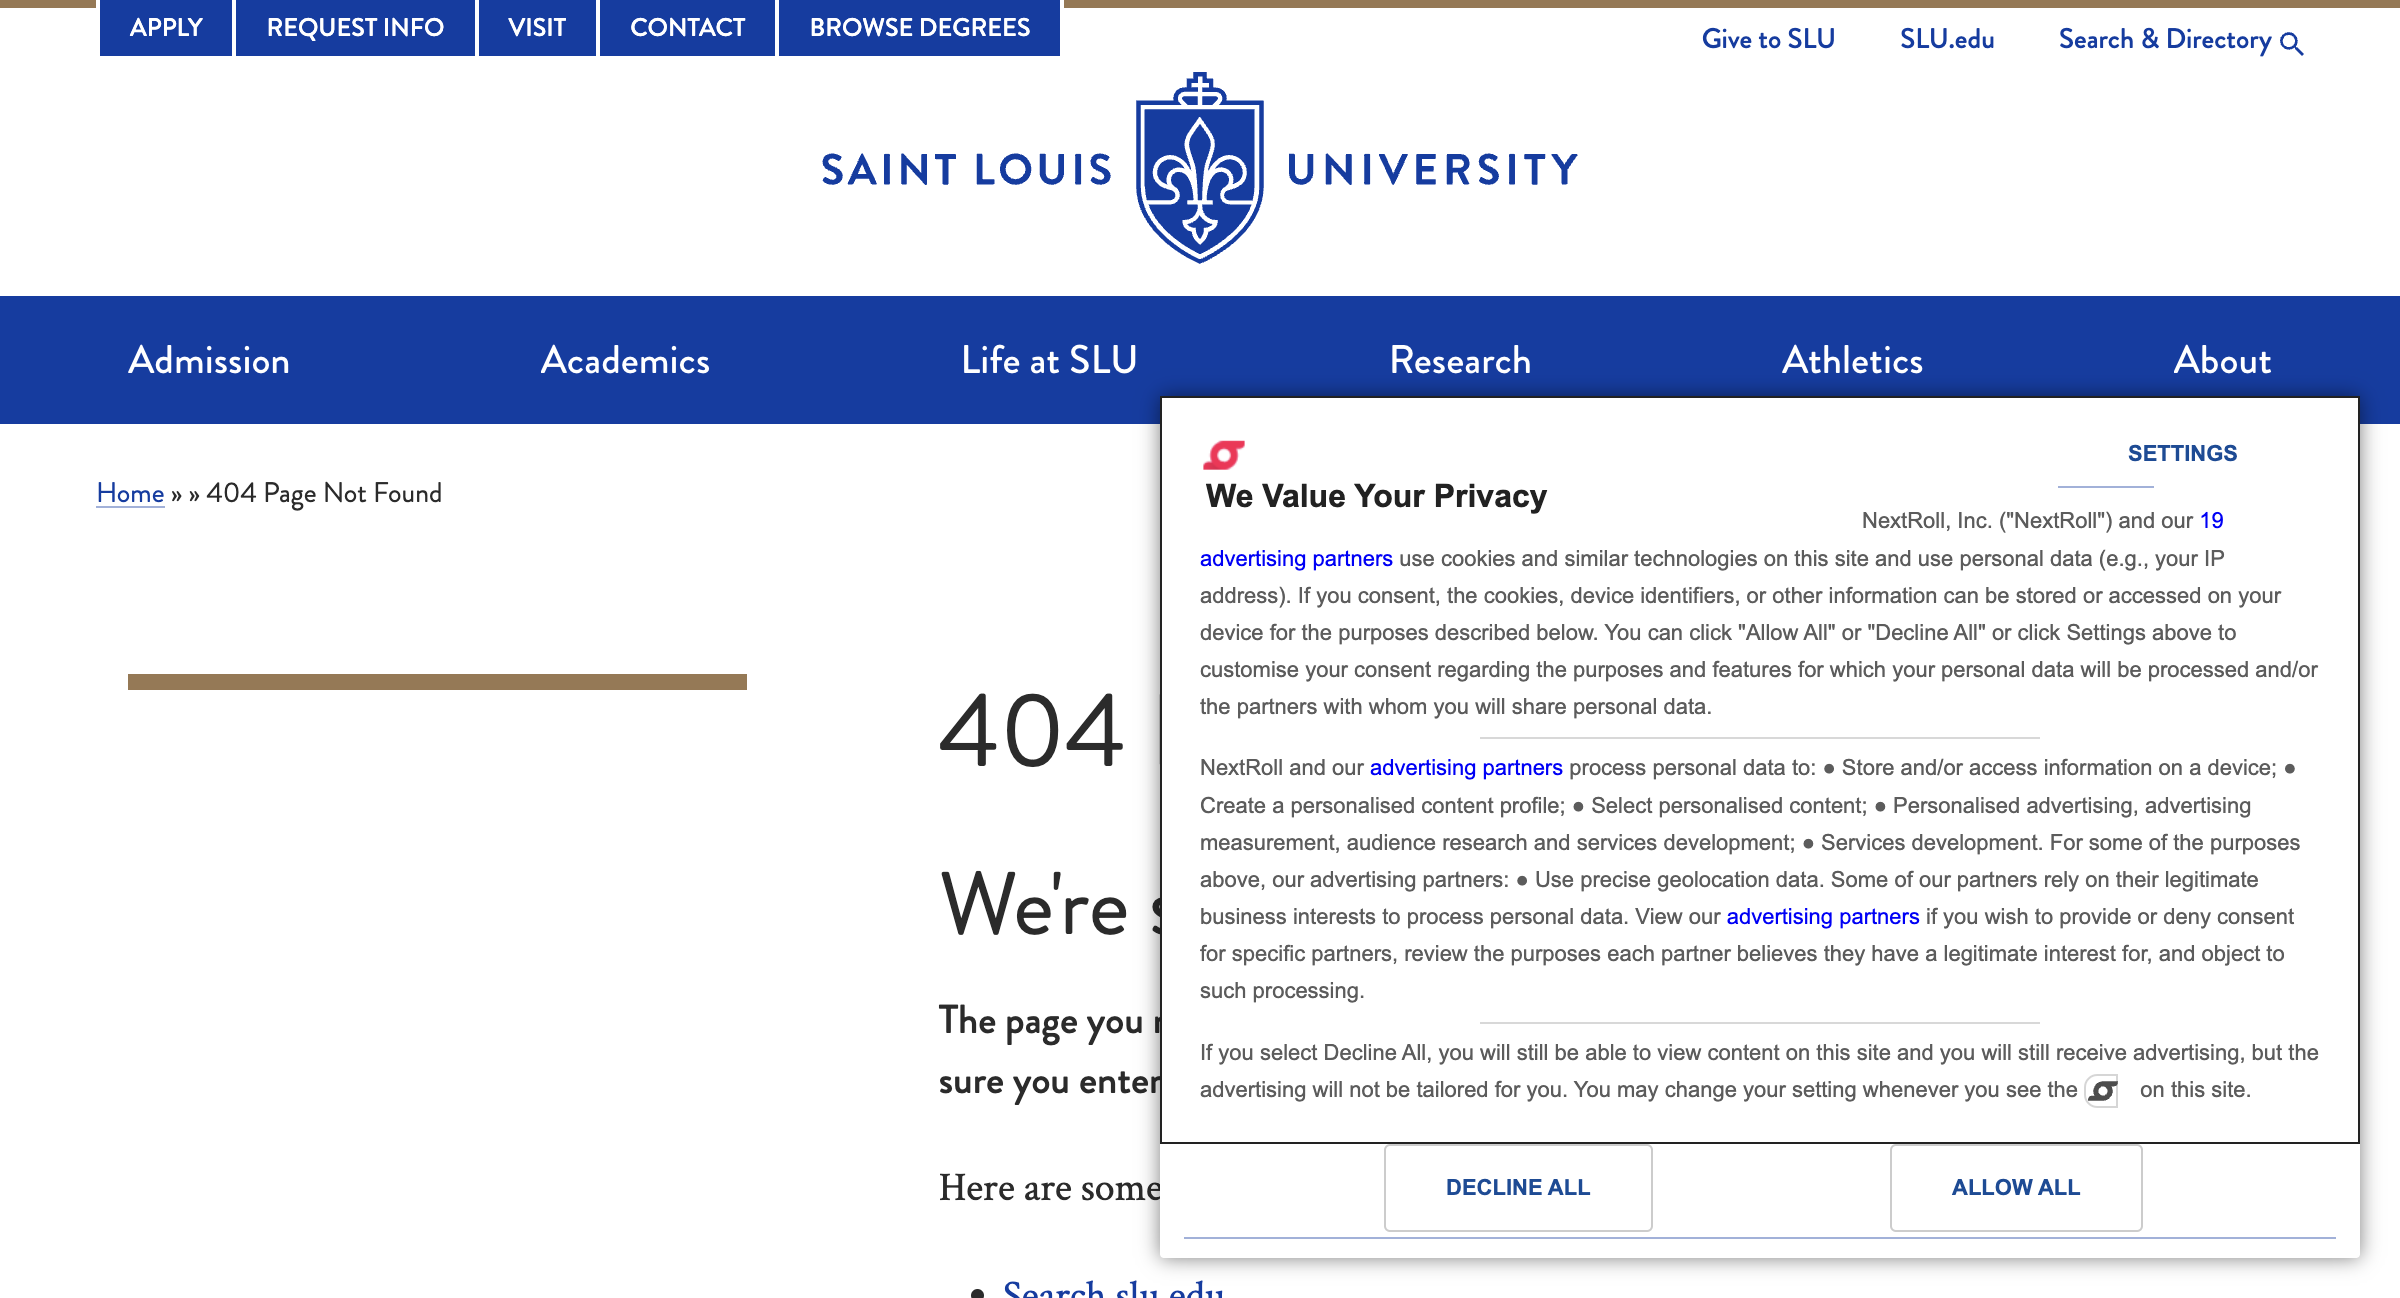 APPLY REQUEST INFO VISIT CONTACT BROWSE DEGREES
Give to SLU SLU.edu Search & Directory
SAINT LOUIS UNIVERSITY
Admission Academics Life at SLU Research Athletics About
Home » » 404 Page Not Found
404
We're
The page you
sure you enter
Here are some
• Search slu.edu
SETTINGS
We Value Your Privacy
NextRoll, Inc. ("NextRoll") and our 19
advertising partners use cookies and similar technologies on this site and use personal data (e.g., your IP
address). If you consent, the cookies, device identifiers, or other information can be stored or accessed on your
device for the purposes described below. You can click "Allow All" or "Decline All" or click Settings above to
customise your consent regarding the purposes and features for which your personal data will be processed and/or
the partners with whom you will share personal data.
NextRoll and our advertising partners process personal data to: ● Store and/or access information on a device; ●
Create a personalised content profile; ● Select personalised content; ● Personalised advertising, advertising
measurement, audience research and services development; ● Services development. For some of the purposes
above, our advertising partners: ● Use precise geolocation data. Some of our partners rely on their legitimate
business interests to process personal data. View our advertising partners if you wish to provide or deny consent
for specific partners, review the purposes each partner believes they have a legitimate interest for, and object to
such processing.
If you select Decline All, you will still be able to view content on this site and you will still receive advertising, but the
advertising will not be tailored for you. You may change your setting whenever you see the on this site.
DECLINE ALL ALLOW ALL